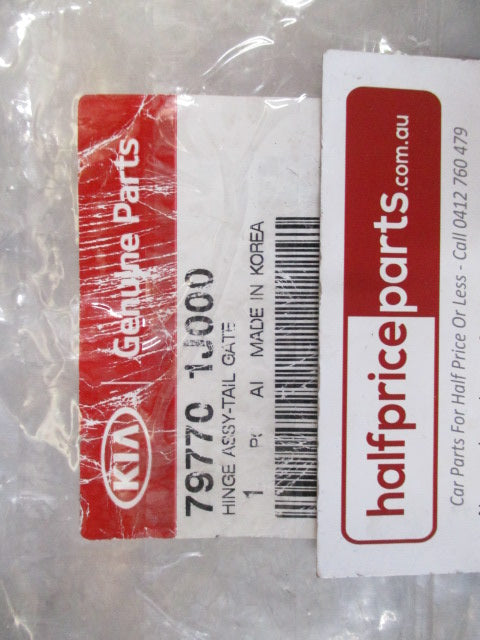 KIA Genuine Parts
79770 1J000
HINGE ASSY-TAIL GATE
1 P AI MADE IN KOREA
halfpriceparts.com.au
Car Parts For Half Price Or Less - Call 0412 760 479